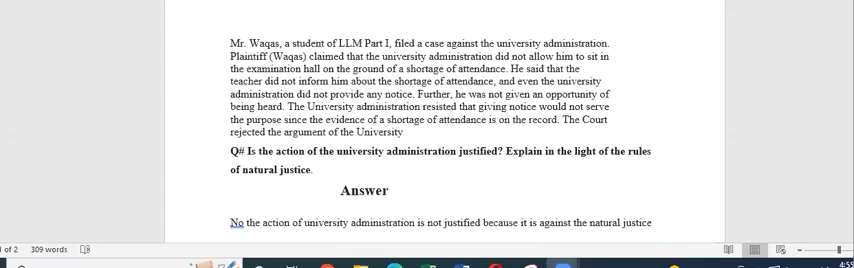 Mr. Waqas, a student of LLM Part I, filed a case against the university administration.
Plaintiff (Waqas) claimed that the university administration did not allow him to sit in
the examination hall on the ground of a shortage of attendance. He said that the
teacher did not inform him about the shortage of attendance, and even the university
administration did not provide any notice. Further, he was not given an opportunity of
being heard. The University administration resisted that giving notice would not serve
the purpose since the evidence of a shortage of attendance is on the record. The Court
rejected the argument of the University
Q# Is the action of the university administration justified? Explain in the light of the rules
of natural justice.
Answer
No the action of university administration is not justified because it is against the natural justice
of 2 309 words
4:55